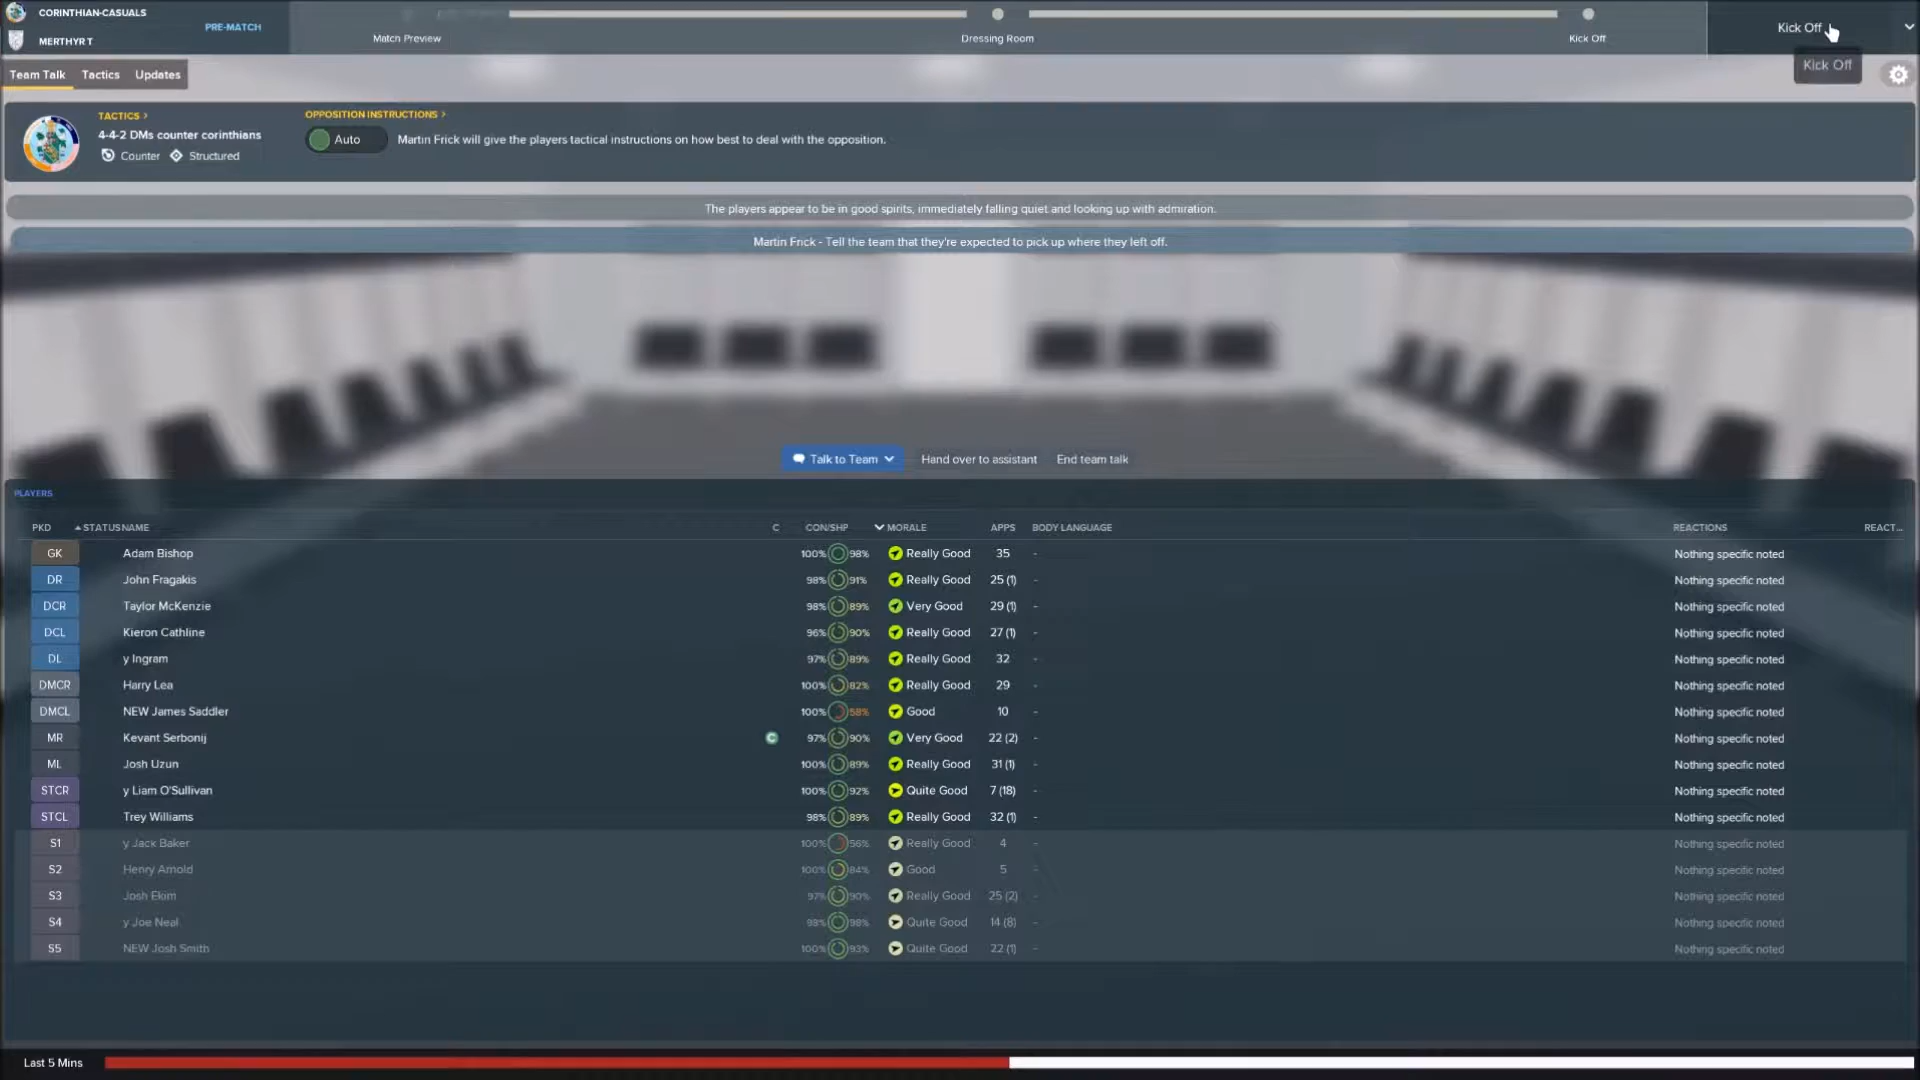 CORINTHIAN-CASUALS
MERTHYR T
PRE-MATCH
Match Preview
Dressing Room
Kick Off
Kick Off
Kick Off
Team Talk Tactics Updates
TACTICS >
4-4-2 DMs counter corinthians
Counter Structured
OPPOSITION INSTRUCTIONS >
Auto Martin Frick will give the players tactical instructions on how best to deal with the opposition.
The players appear to be in good spirits, immediately falling quiet and looking up with admiration.
Martin Frick - Tell the team that they're expected to pick up where they left off.
Talk to Team Hand over to assistant End team talk
PLAYERS
PKD STATUS NAME C CON/SHP MORALE APPS BODY LANGUAGE REACTIONS REACT...
GK Adam Bishop 100% 98% Really Good 35 - Nothing specific noted
DR John Fragakis 98% 91% Really Good 25 (1) - Nothing specific noted
DCR Taylor McKenzie 98% 89% Very Good 29 (1) - Nothing specific noted
DCL Kieron Cathline 96% 90% Really Good 27 (1) - Nothing specific noted
DL y Ingram 97% 89% Really Good 32 - Nothing specific noted
DMCR Harry Lea 100% 82% Really Good 29 - Nothing specific noted
DMCL NEW James Saddler 100% 58% Good 10 - Nothing specific noted
MR Kevant Serbonij C 97% 90% Very Good 22 (2) - Nothing specific noted
ML Josh Uzun 100% 89% Really Good 31 (1) - Nothing specific noted
STCR y Liam O'Sullivan 100% 92% Quite Good 7 (18) - Nothing specific noted
STCL Trey Williams 98% 89% Really Good 32 (1) - Nothing specific noted
S1 y Jack Baker 100% 56% Really Good 4 - Nothing specific noted
S2 Henry Arnold 100% 84% Good 5 - Nothing specific noted
S3 Josh Ekim 97% 90% Really Good 25 (2) - Nothing specific noted
S4 y Joe Neal 98% Quite Good 14 (8) - Nothing specific noted
S5 NEW Josh Smith 100% 93% Quite Good 22 (1) - Nothing specific noted
Last 5 Mins